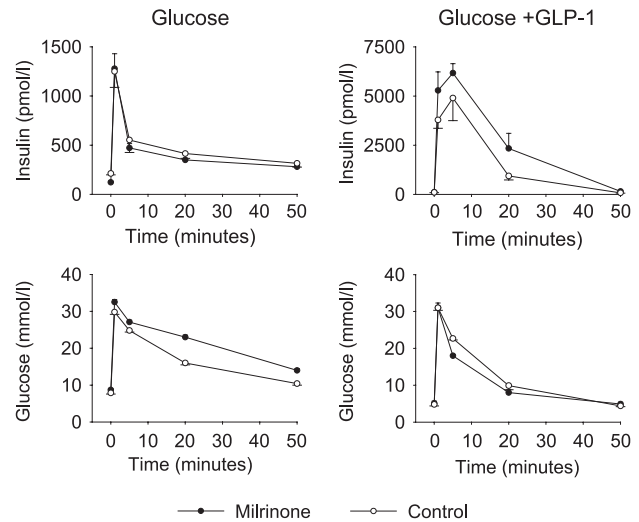 Glucose
Glucose +GLP-1
Insulin (pmol/l)
1500
1000
500
0
0 10 20 30 40 50
Time (minutes)
Insulin (pmol/l)
7500
5000
2500
0
0 10 20 30 40 50
Time (minutes)
Glucose (mmol/l)
40
30
20
10
0
0 10 20 30 40 50
Time (minutes)
Glucose (mmol/l)
40
30
20
10
0
0 10 20 30 40 50
Time (minutes)
Milrinone
Control